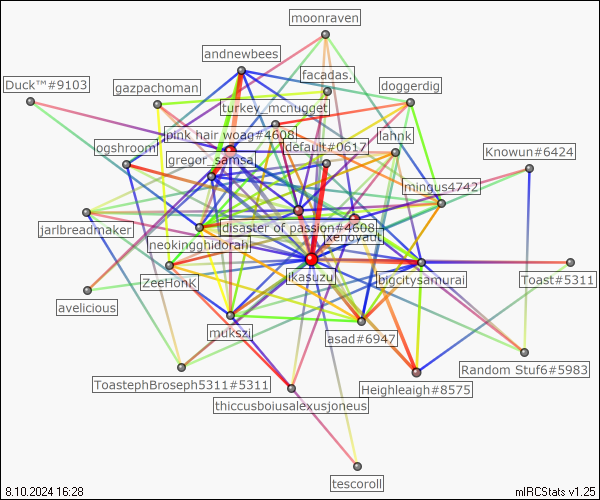 moonraven
andnewbees
facadas.
Duck™#9103
gazpachoman
doggerdig
turkey_mcnugget
pink hair woag#4608
lahnk
ogshroom
default#0617
Knowun#6424
gregor_samsa_
mingus4742
jarlbreadmaker
disaster of passion#4608
xenovaut
neokingghidorah
ikasuzu
ZeeHonK
bigcitysamurai
Toast#5311
avelicious
mukszi
asad#6947
Random Stuf6#5983
ToastephBroseph5311#5311
Heighleaigh#8575
thiccusboiusalexusjoneus
tescoroll
8.10.2024 16:28
mIRCStats v1.25